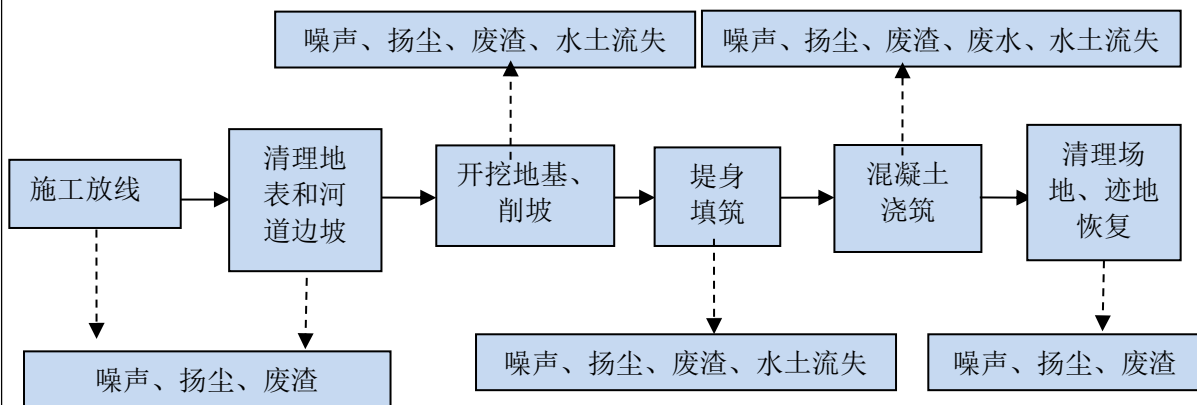 噪声、扬尘、废渣、水土流失
噪声、扬尘、废渣、废水、水土流失
施工放线
清理地
表和河
道边坡
开挖地基、
削坡
堤身
填筑
混凝土
浇筑
清理场
地、迹地
恢复
噪声、扬尘、废渣
噪声、扬尘、废渣、水土流失
噪声、扬尘、废渣